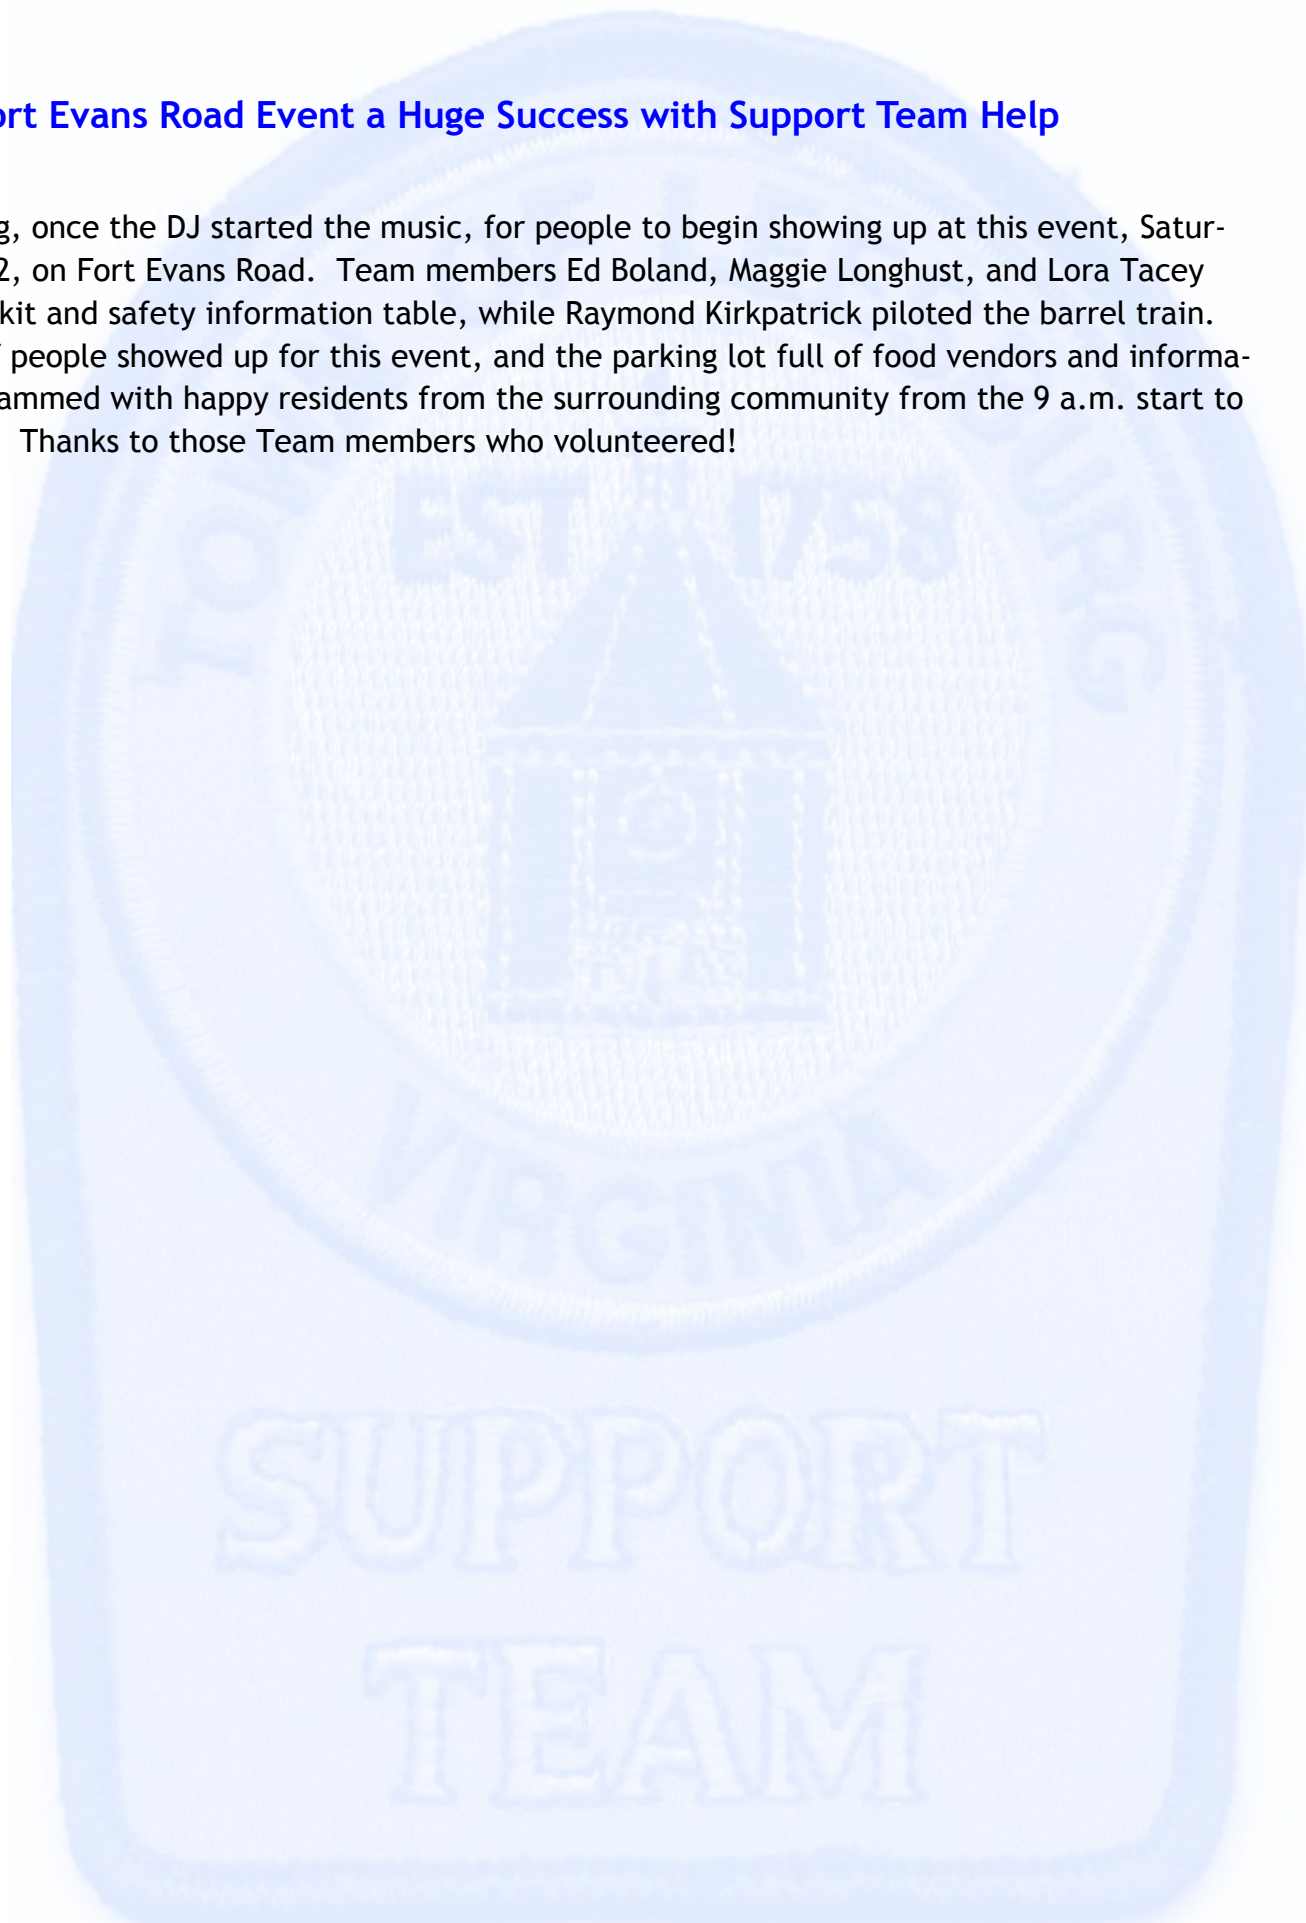 ort Evans Road Event a Huge Success with Support Team Help
g, once the DJ started the music, for people to begin showing up at this event, Satur-
2, on Fort Evans Road. Team members Ed Boland, Maggie Longhust, and Lora Tacey
kit and safety information table, while Raymond Kirkpatrick piloted the barrel train.
people showed up for this event, and the parking lot full of food vendors and informa-
ammed with happy residents from the surrounding community from the 9 a.m. start to
Thanks to those Team members who volunteered!
EST 1758
VIRGINIA
SUPPORT
TEAM